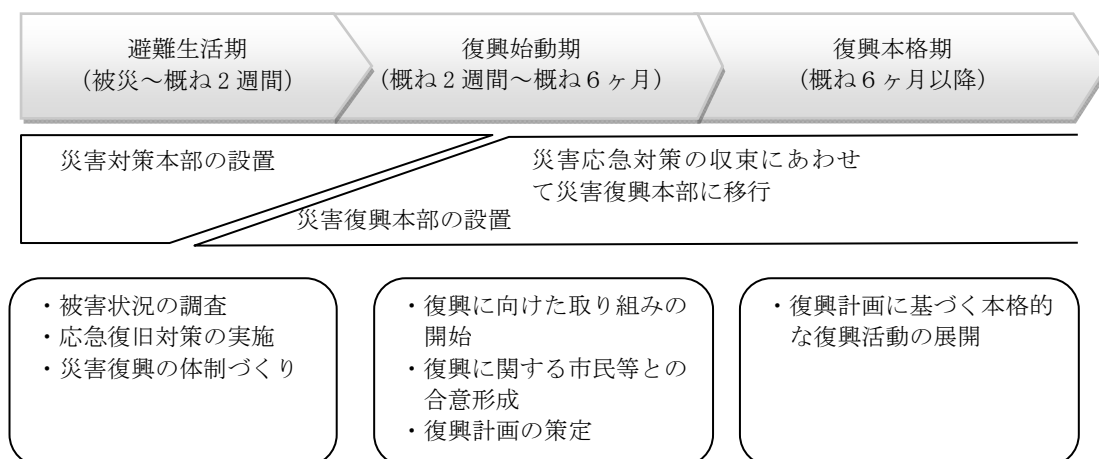 避難生活期
(被災～概ね2週間)
復興始動期
(概ね2週間～概ね6ヶ月)
復興本格期
(概ね6ヶ月以降)
災害対策本部の設置
災害復興本部の設置
災害応急対策の収束にあわせ
て災害復興本部に移行
・被害状況の調査
・応急復旧対策の実施
・災害復興の体制づくり
・復興に向けた取り組みの
開始
・復興に関する市民等との
合意形成
・復興計画の策定
・復興計画に基づく本格的
な復興活動の展開